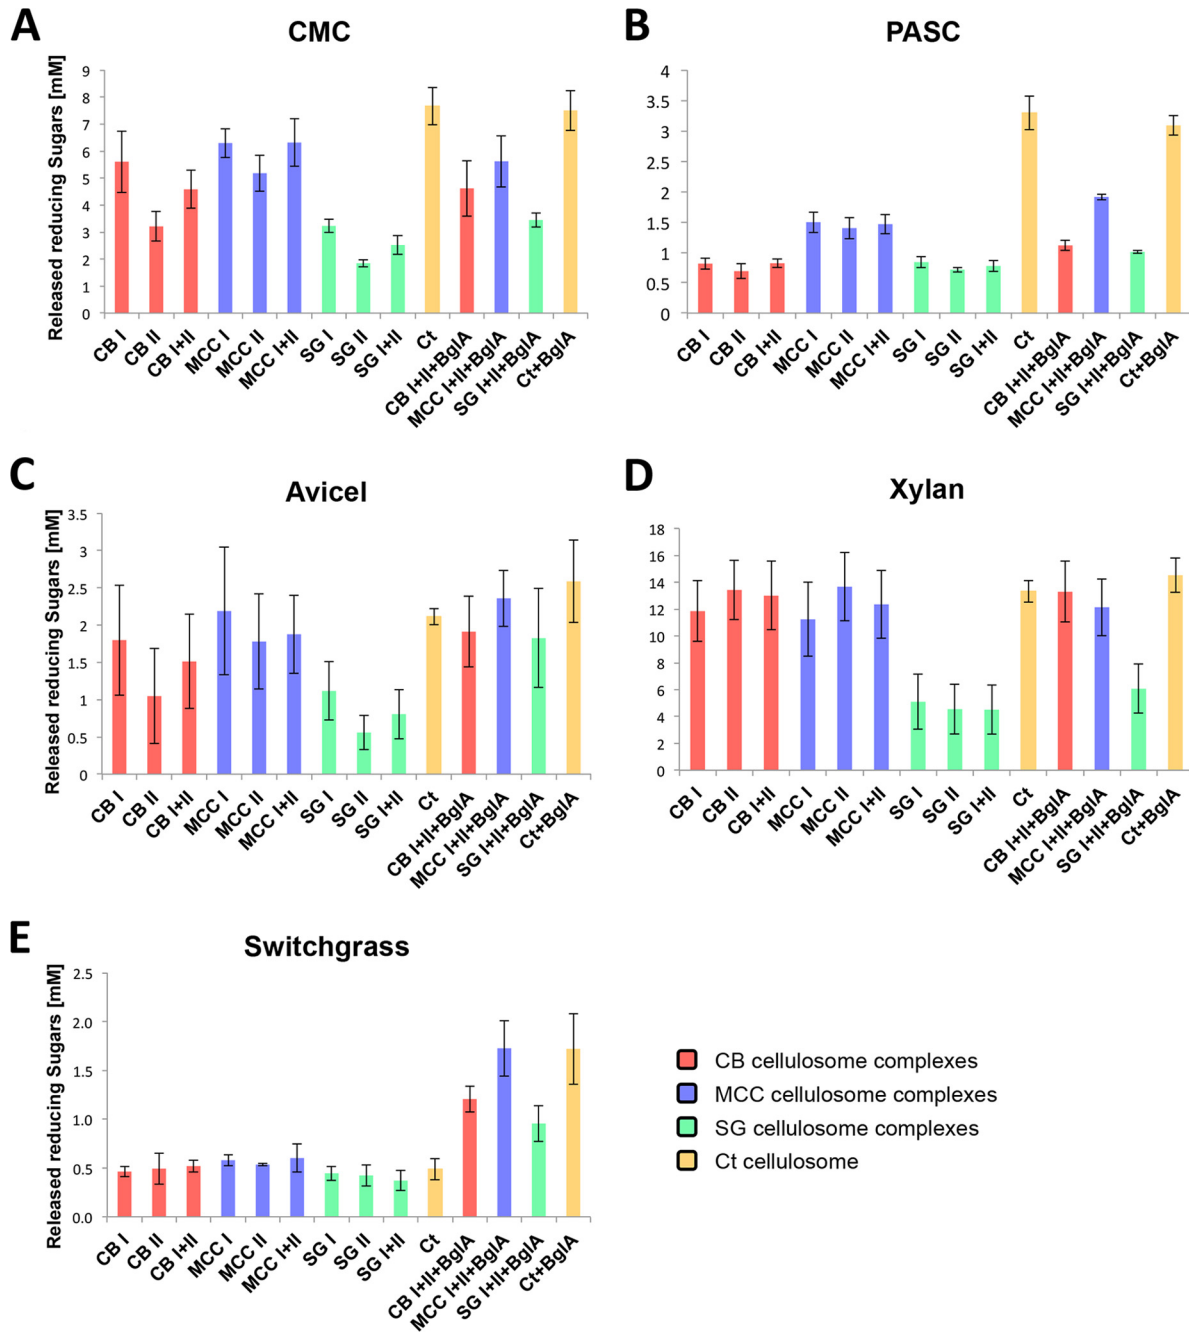 A
CMC
Released reducing Sugars [mM]
9
8
7
6
5
4
3
2
1
0
CB I
CB II
CB I+II
MCC I
MCC II
MCC I+II
SG I
SG II
SG I+II
Ct
CB I+II+BglA
MCC I+II+BglA
SG I+II+BglA
Ct+BglA
B
PASC
4
3.5
3
2.5
2
1.5
1
0.5
0
CB I
CB II
CB I+II
MCC I
MCC II
MCC I+II
SG I
SG II
SG I+II
Ct
CB I+II+BglA
MCC I+II+BglA
SG I+II+BglA
Ct+BglA
C
Avicel
Released reducing Sugars [mM]
3.5
3
2.5
2
1.5
1
0.5
0
CB I
CB II
CB I+II
MCC I
MCC II
MCC I+II
SG I
SG II
SG I+II
Ct
CB I+II+BglA
MCC I+II+BglA
SG I+II+BglA
Ct+BglA
D
Xylan
18
16
14
12
10
8
6
4
2
0
CB I
CB II
CB I+II
MCC I
MCC II
MCC I+II
SG I
SG II
SG I+II
Ct
CB I+II+BglA
MCC I+II+BglA
SG I+II+BglA
Ct+BglA
E
Switchgrass
Released reducing Sugars [mM]
2.5
2.0
1.5
1.0
0.5
0.0
CB I
CB II
CB I+II
MCC I
MCC II
MCC I+II
SG I
SG II
SG I+II
Ct
CB I+II+BglA
MCC I+II+BglA
SG I+II+BglA
Ct+BglA
CB cellulosome complexes
MCC cellulosome complexes
SG cellulosome complexes
Ct cellulosome